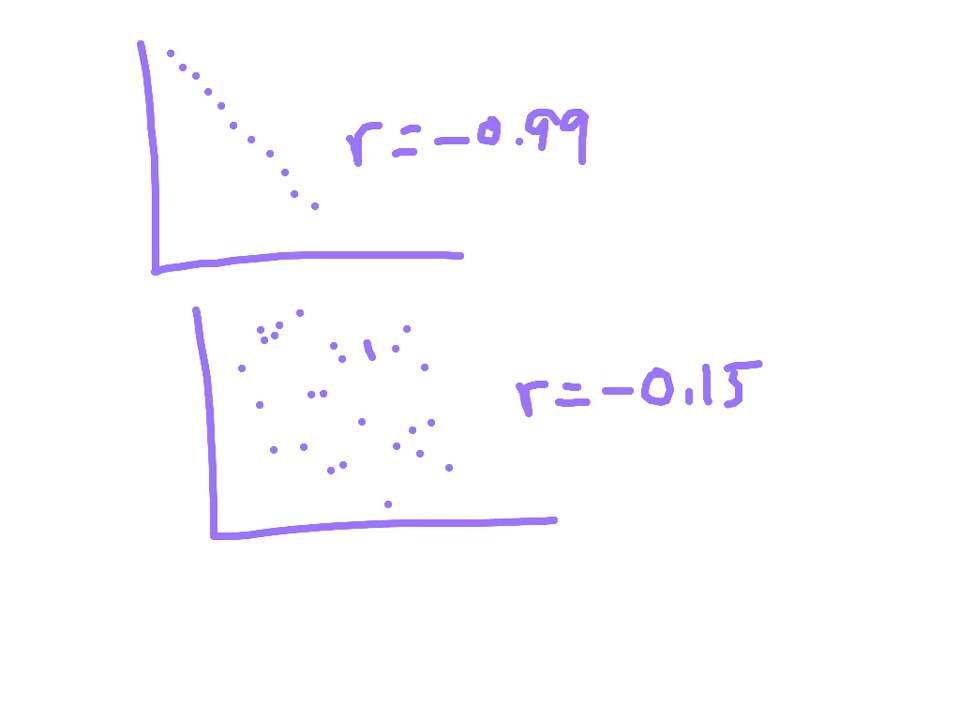 r = -0.99
r = -0.15